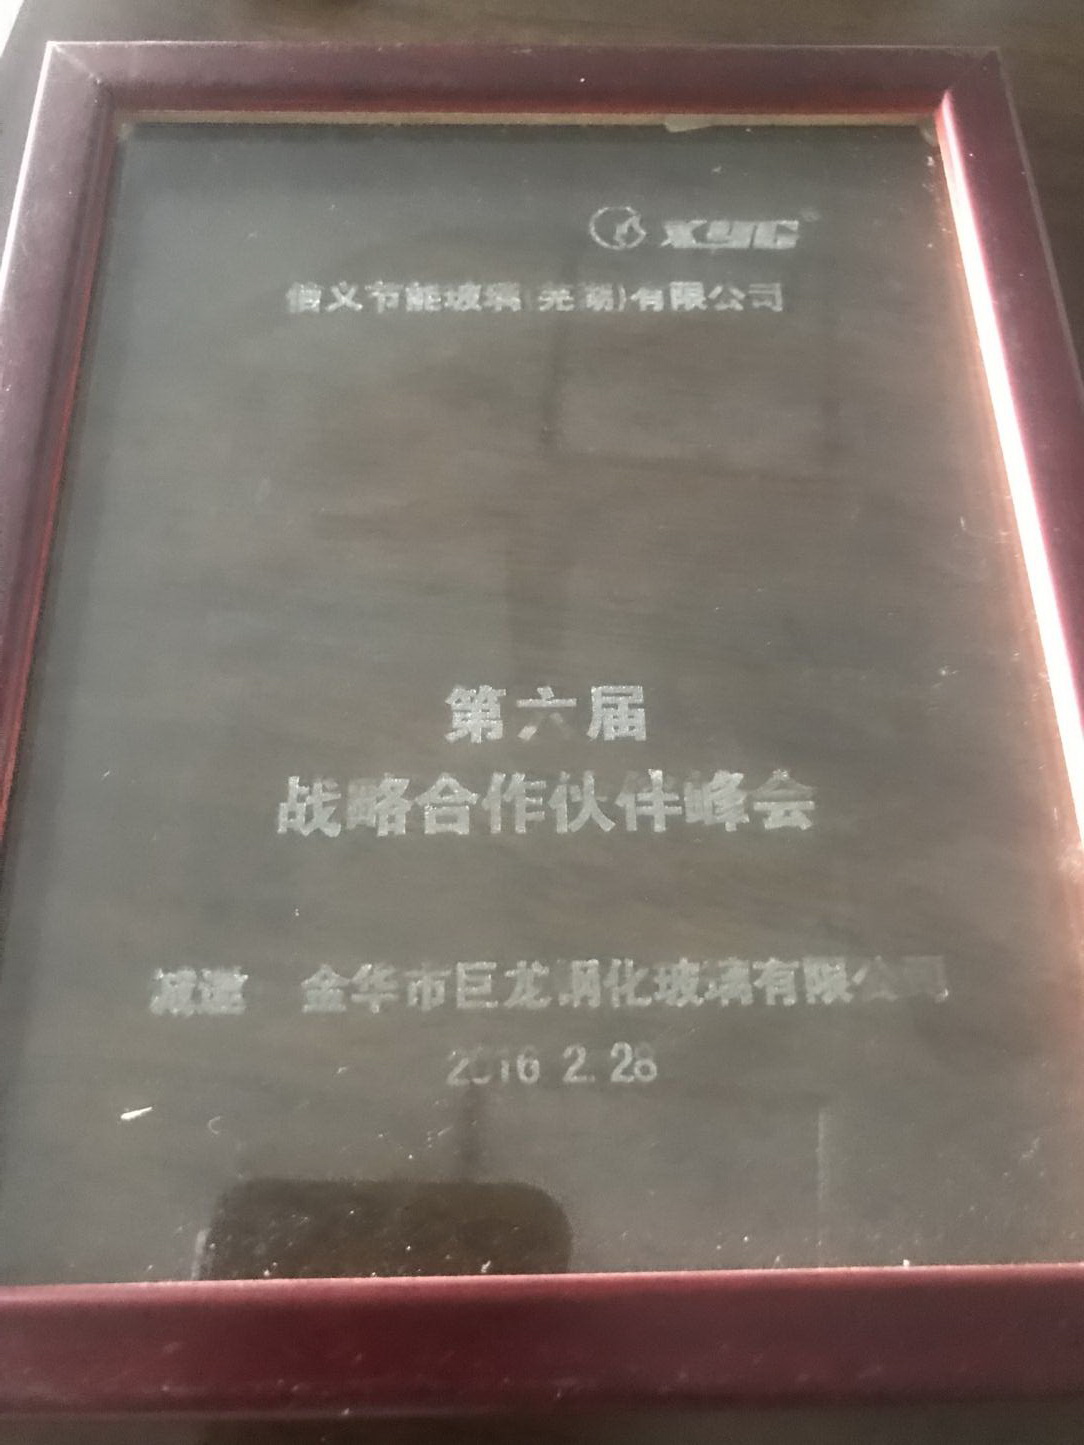 XYG®
信义节能玻璃(芜湖)有限公司
第六届
战略合作伙伴峰会
诚邀 金华市巨龙钢化玻璃有限公司
2016.2.28